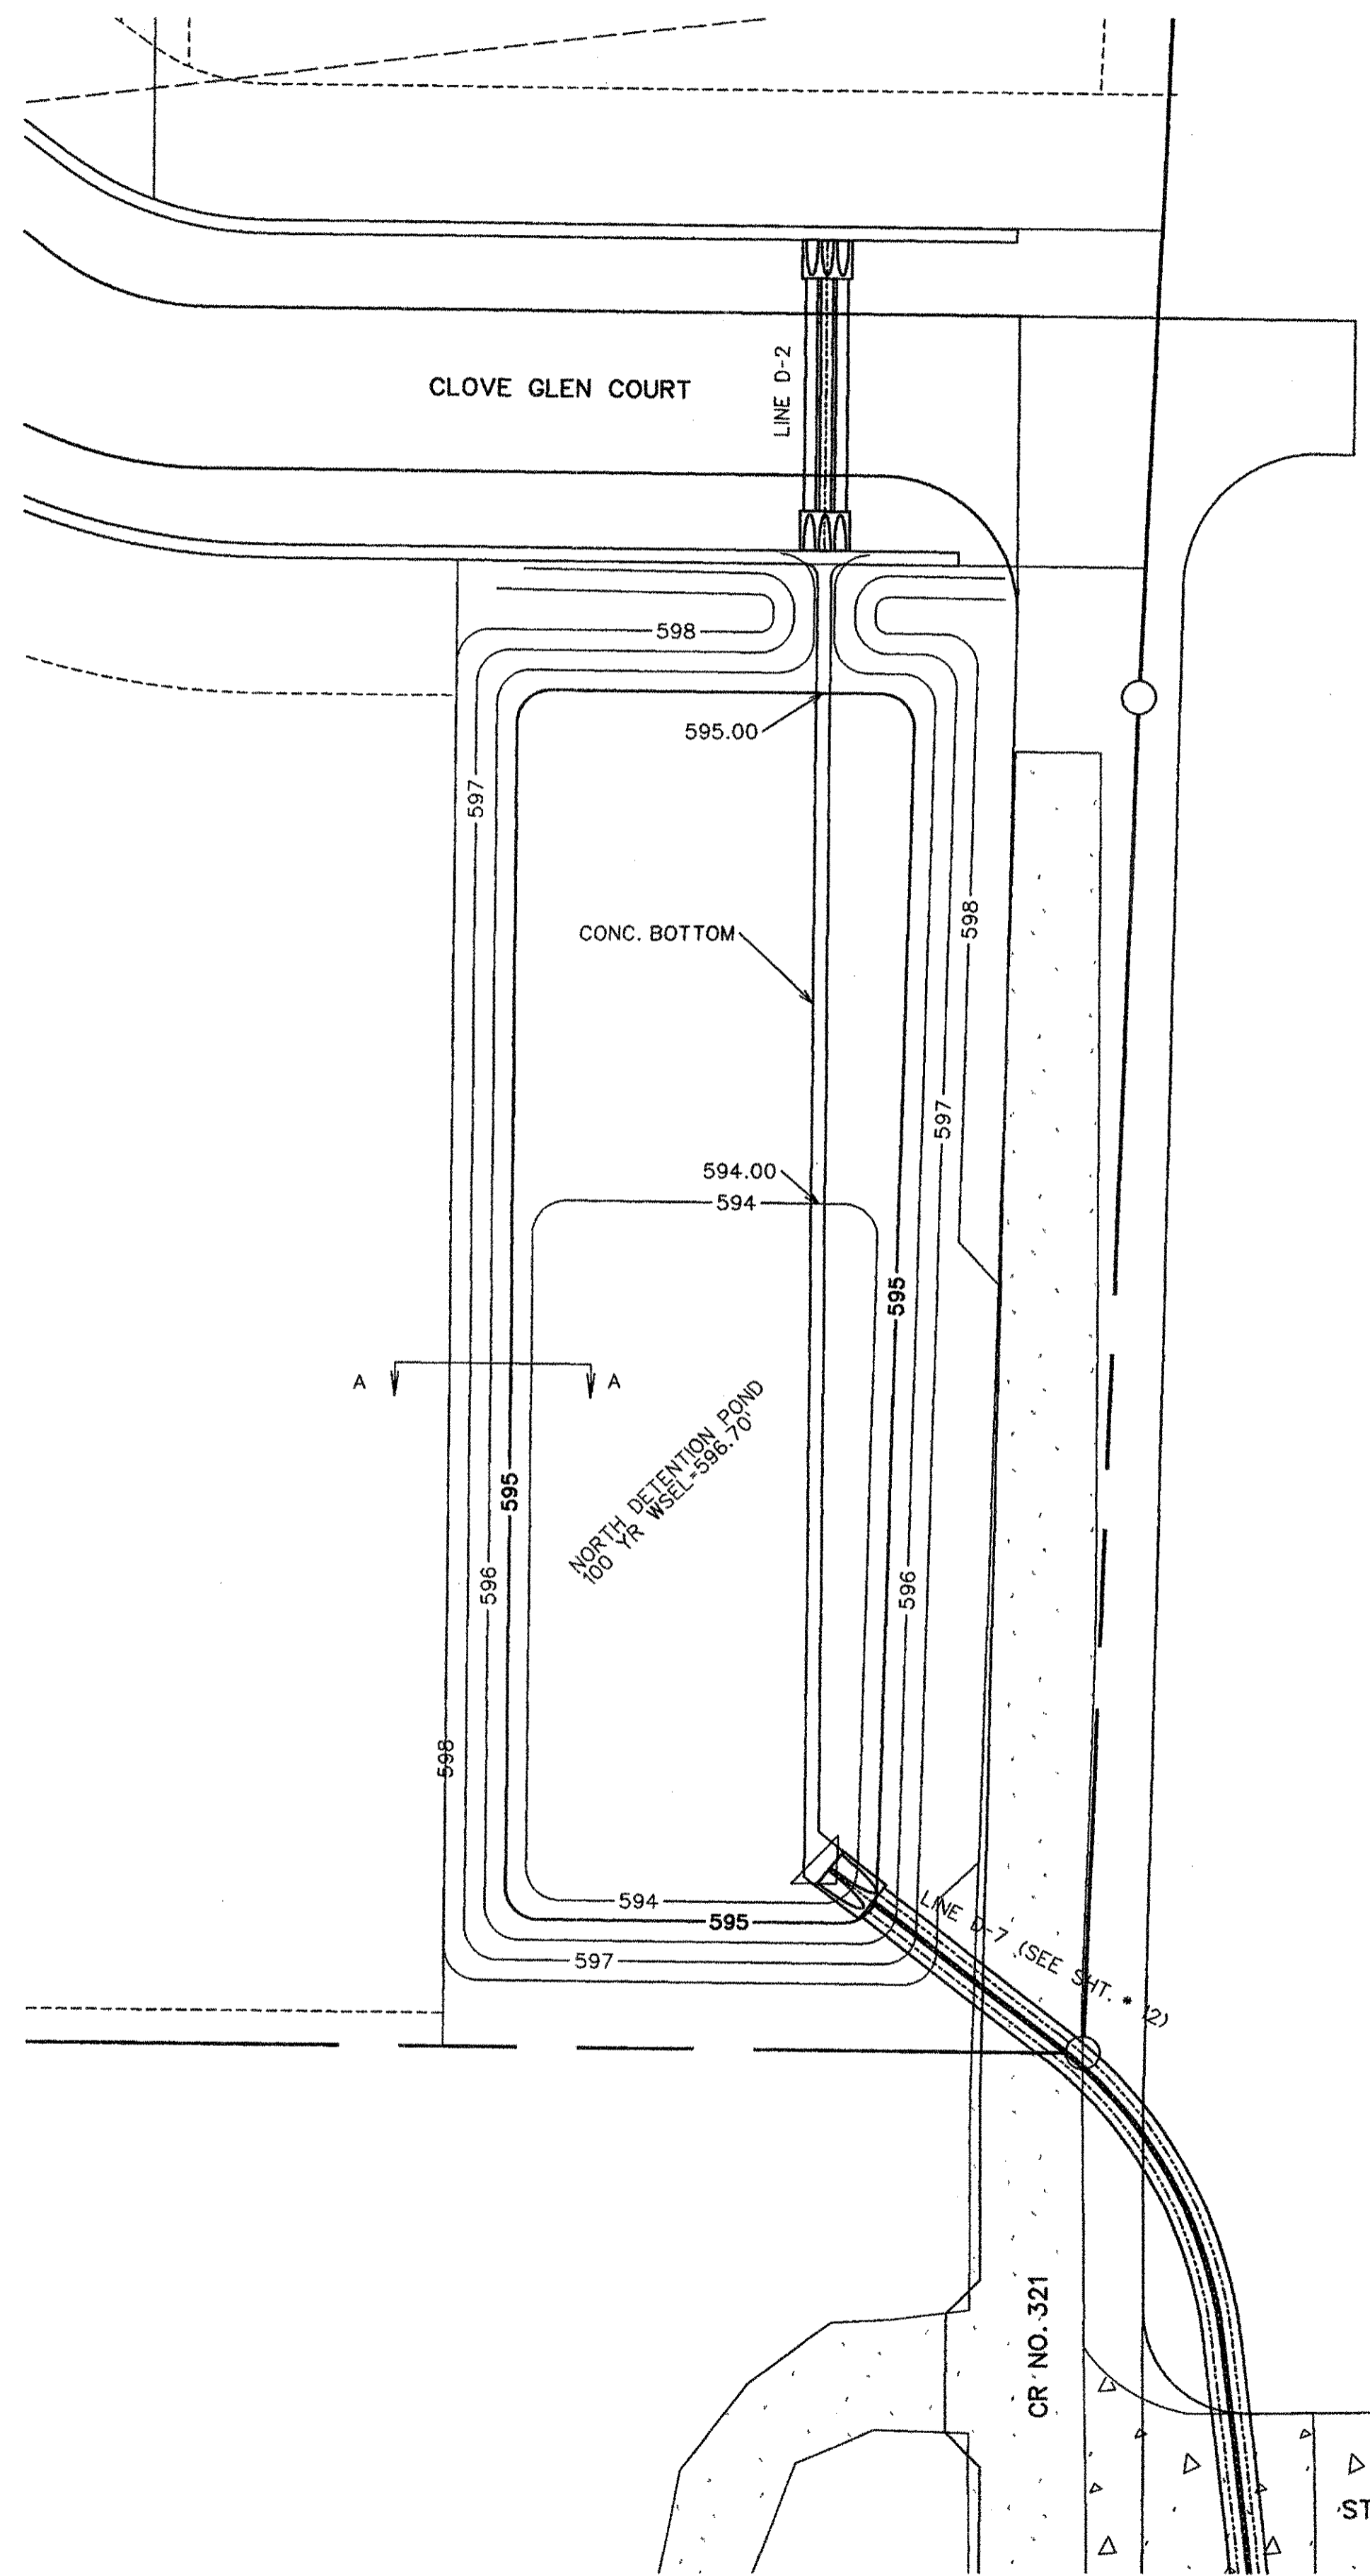 CLOVE GLEN COURT
LINE D-2
598
595.00
597
598
CONC. BOTTOM
597
594.00
594
595
A
A
NORTH DETENTION POND
100 YR WSEL=596.70'
595
596
596
598
594
595
597
LINE D-7 (SEE SHT. # 12)
CR NO. 321
ST